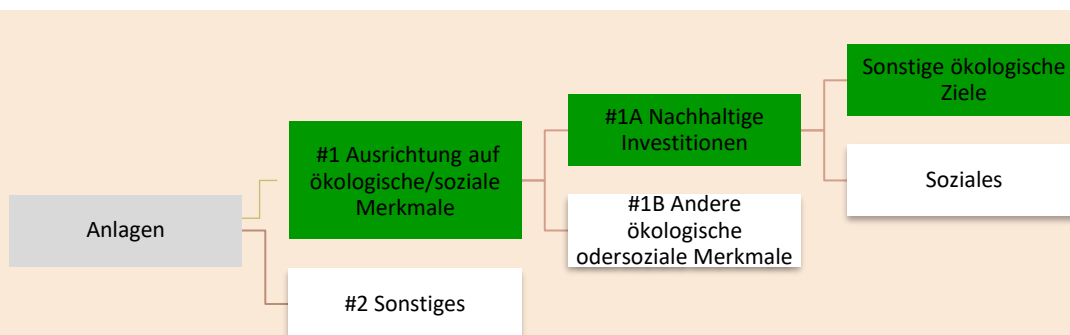 Anlagen
#1 Ausrichtung auf
ökologische/soziale
Merkmale
#2 Sonstiges
#1A Nachhaltige
Investitionen
#1B Andere
ökologische
odersoziale Merkmale
Sonstige ökologische
Ziele
Soziales